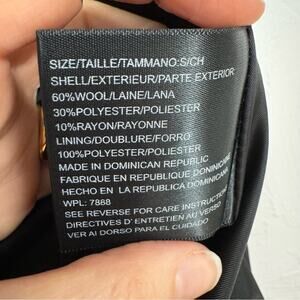 SIZE/TAILLE/TAMMANO:S/CH
SHELL/EXTERIEUR/PARTE EXTERIOR
60%WOOL/LAINE/LANA
30%POLYESTER/POLIESTER
10%RAYON/RAYONNE
LINING/DOUBLURE/FORRO
100%POLYESTER/POLIESTER
MADE IN DOMINICAN REPUBLIC
FABRIQUE EN REPUBLIQUE DOMINICAINE
HECHO EN LA REPUBLICA DOMINICANA
WPL: 7888
SEE REVERSE FOR CARE INSTRUCTION
DIRECTIVES D' ENTRETIEN AU VERSO
VER AI DORSO PARA EL CUIDADO